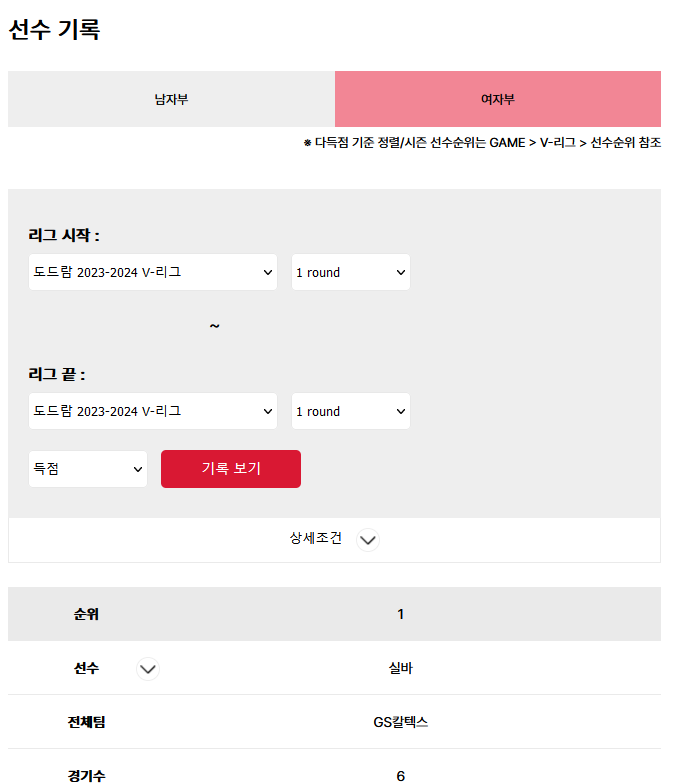 선수 기록
남자부 여자부
※ 다득점 기준 정렬/시즌 선수순위는 GAME > V-리그 > 선수순위 참조
리그 시작 :
도드람 2023-2024 V-리그 1 round
~
리그 끝 :
도드람 2023-2024 V-리그 1 round
득점 기록 보기
상세조건
순위 1
선수 실바
전체팀 GS칼텍스
경기수 6